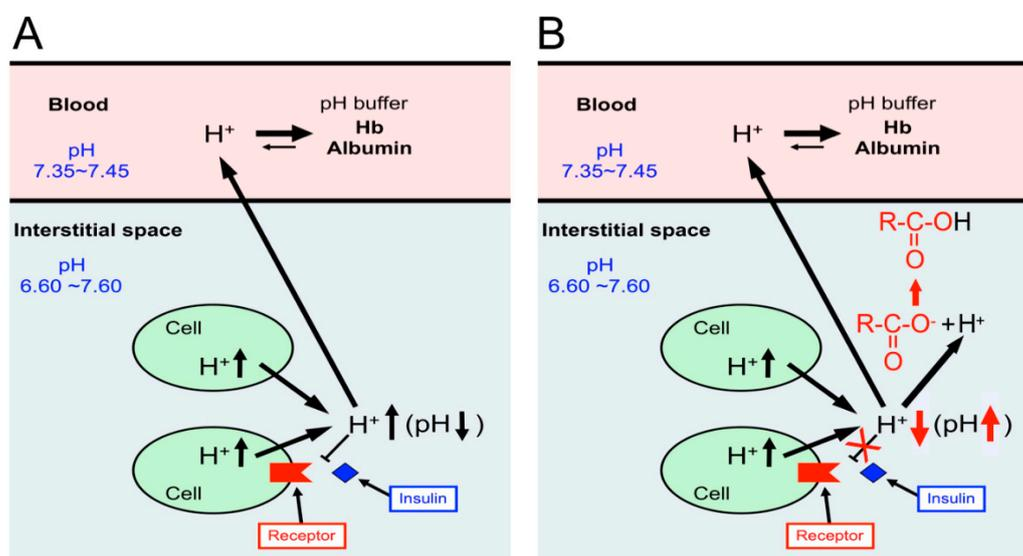 A
Blood
pH
7.35~7.45
H⁺
pH buffer
Hb
Albumin
Interstitial space
pH
6.60 ~7.60
Cell
H⁺
H⁺ (pH )
H⁺
Cell
Insulin
Receptor
B
Blood
pH
7.35~7.45
H⁺
pH buffer
Hb
Albumin
Interstitial space
pH
6.60 ~7.60
R-C-OH
O
R-C-O⁻ + H⁺
O
Cell
H⁺
H⁺ (pH )
H⁺
Cell
Insulin
Receptor